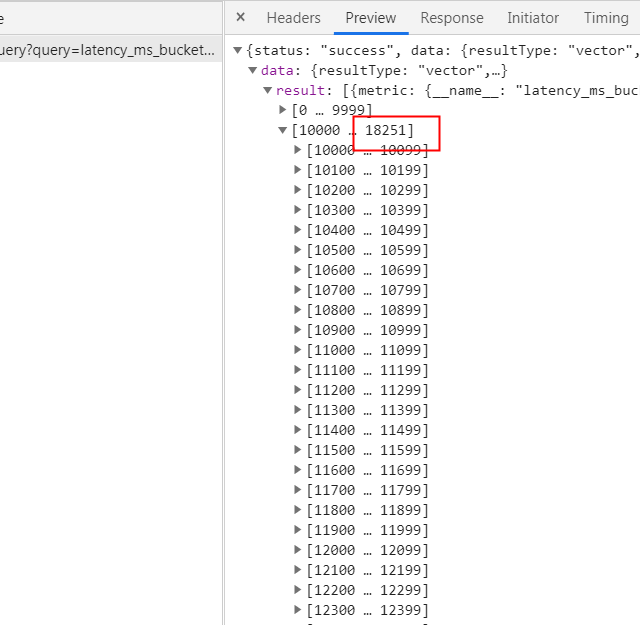 e
uery?query=latency_ms_bucket...
× Headers Preview Response Initiator Timing
▼{status: "success", data: {resultType: "vector",
▼data: {resultType: "vector",…}
▼result: [{metric: {__name__: "latency_ms_buc
▶[0 … 9999]
▼[10000 … 18251]
▶[10000 … 10099]
▶[10100 … 10199]
▶[10200 … 10299]
▶[10300 … 10399]
▶[10400 … 10499]
▶[10500 … 10599]
▶[10600 … 10699]
▶[10700 … 10799]
▶[10800 … 10899]
▶[10900 … 10999]
▶[11000 … 11099]
▶[11100 … 11199]
▶[11200 … 11299]
▶[11300 … 11399]
▶[11400 … 11499]
▶[11500 … 11599]
▶[11600 … 11699]
▶[11700 … 11799]
▶[11800 … 11899]
▶[11900 … 11999]
▶[12000 … 12099]
▶[12100 … 12199]
▶[12200 … 12299]
▶[12300 … 12399]